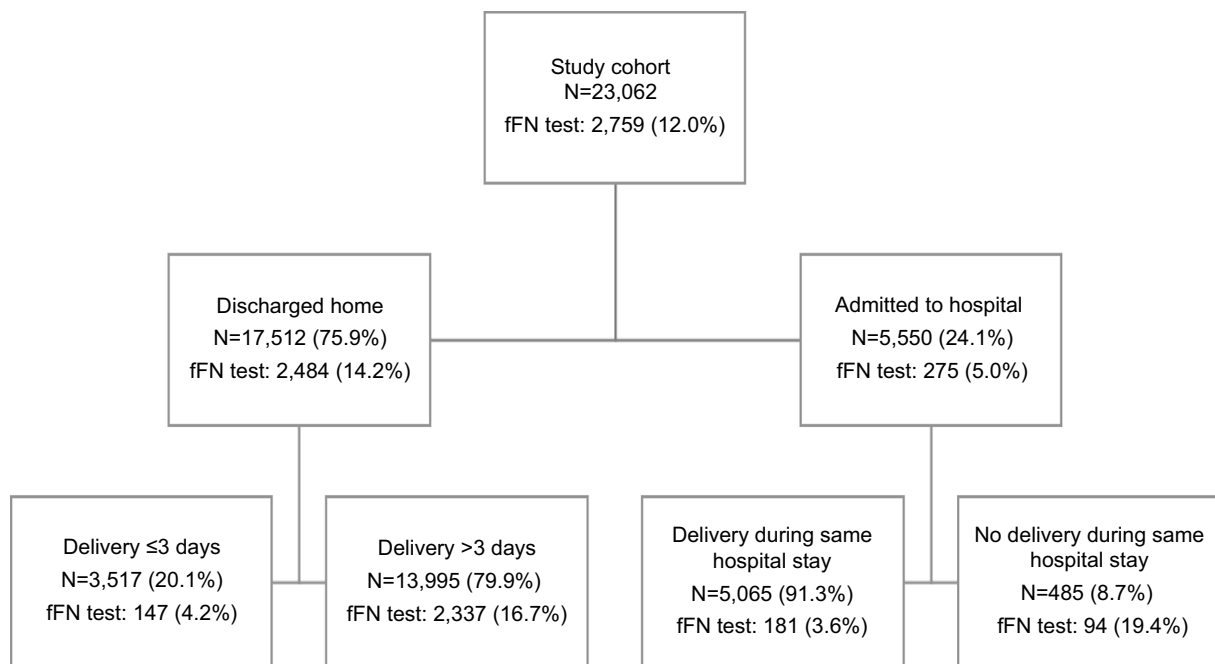 Study cohort
N=23,062
fFN test: 2,759 (12.0%)
Discharged home
N=17,512 (75.9%)
fFN test: 2,484 (14.2%)
Admitted to hospital
N=5,550 (24.1%)
fFN test: 275 (5.0%)
Delivery ≤3 days
N=3,517 (20.1%)
fFN test: 147 (4.2%)
Delivery >3 days
N=13,995 (79.9%)
fFN test: 2,337 (16.7%)
Delivery during same
hospital stay
N=5,065 (91.3%)
fFN test: 181 (3.6%)
No delivery during same
hospital stay
N=485 (8.7%)
fFN test: 94 (19.4%)